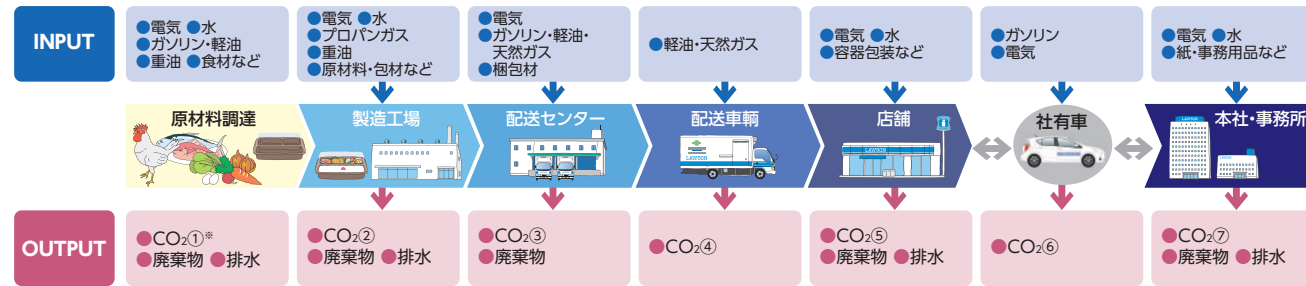 INPUT
●電気 ●水
●ガソリン・軽油
●重油 ●食材など
●電気 ●水
●プロパンガス
●重油
●原材料・包材など
●電気
●ガソリン・軽油・
天然ガス
●梱包材
●軽油・天然ガス
●電気 ●水
●容器包装など
●ガソリン
●電気
●電気 ●水
●紙・事務用品など
原材料調達
製造工場
配送センター
配送車輌
店舗
社有車
本社・事務所
LAWSON
LAWSON
LAWSON
LAWSON
OUTPUT
●CO₂①※
●廃棄物 ●排水
●CO₂②
●廃棄物 ●排水
●CO₂③
●廃棄物
●CO₂④
●CO₂⑤
●廃棄物 ●排水
●CO₂⑥
●CO₂⑦
●廃棄物 ●排水